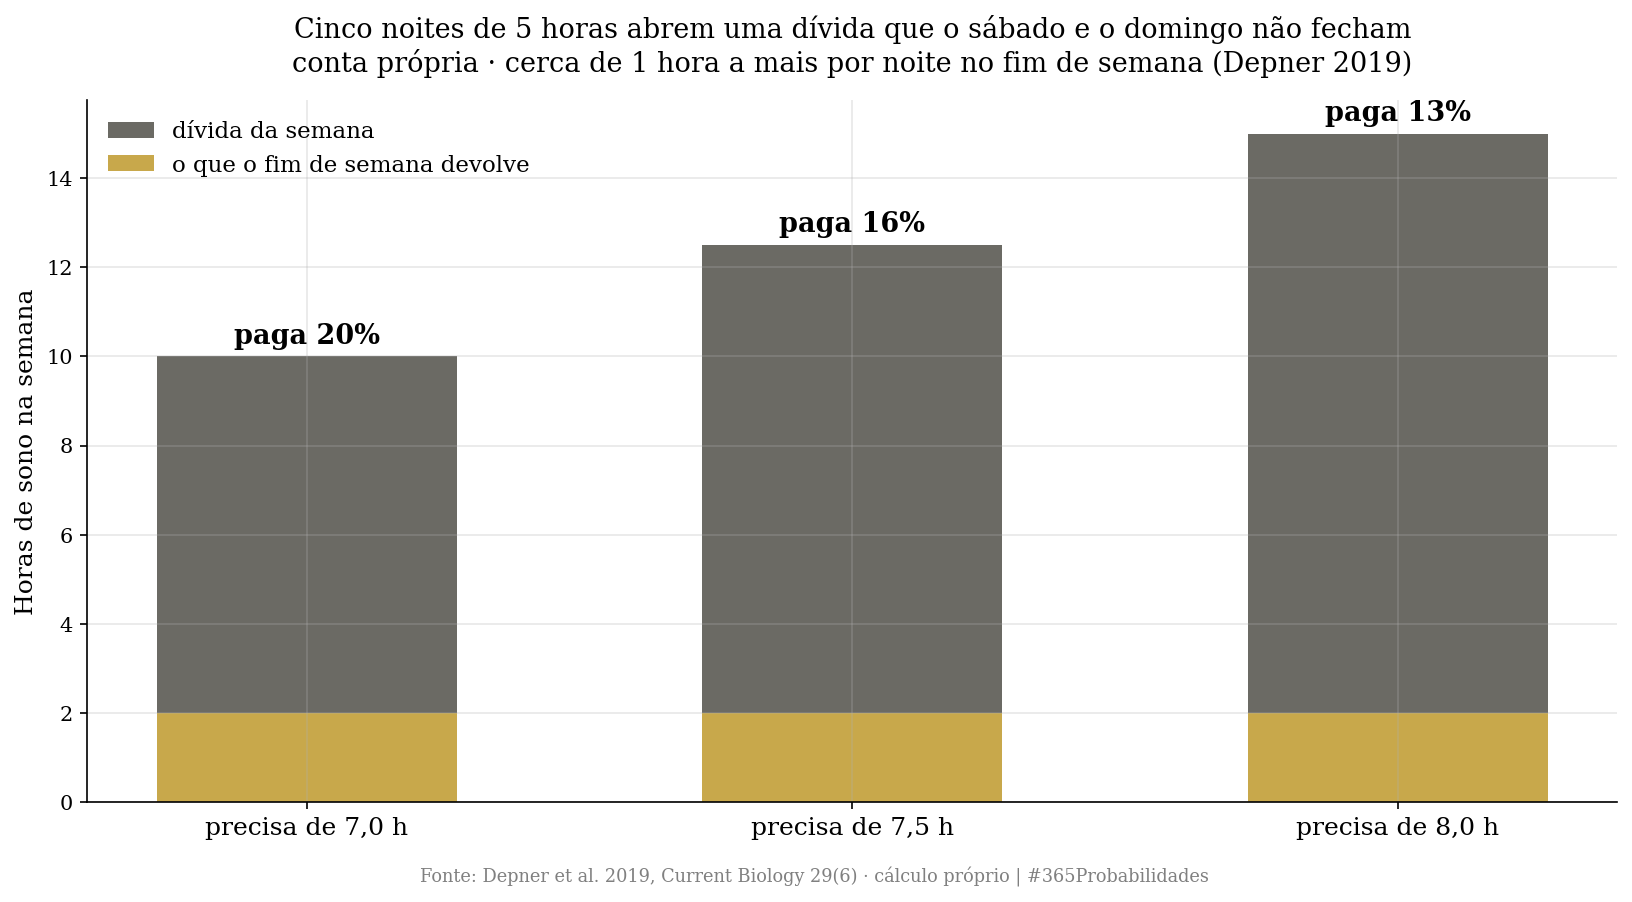 Cinco noites de 5 horas abrem uma dívida que o sábado e o domingo não fecham
conta própria · cerca de 1 hora a mais por noite no fim de semana (Depner 2019)
dívida da semana
o que o fim de semana devolve
paga 20%
paga 16%
paga 13%
Horas de sono na semana
14
12
10
8
6
4
2
0
precisa de 7,0 h
precisa de 7,5 h
precisa de 8,0 h
Fonte: Depner et al. 2019, Current Biology 29(6) · cálculo próprio | #365Probabilidades